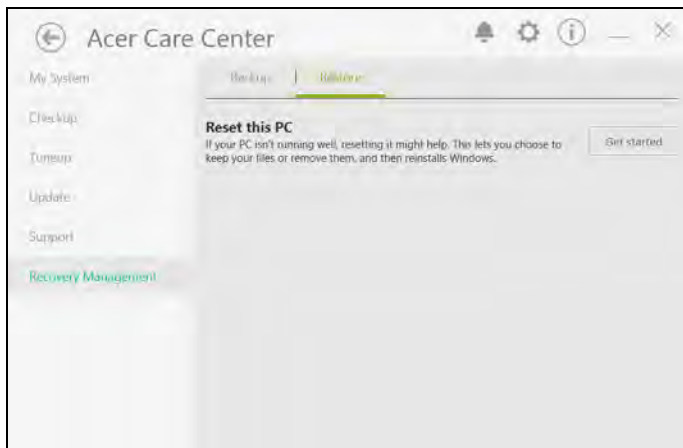 Acer Care Center
My System
Checkup
Tuneup
Update
Support
Recovery Management
Backup
Restore
Reset this PC
If your PC isn't running well, resetting it might help. This lets you choose to
keep your files or remove them, and then reinstalls Windows.
Get started